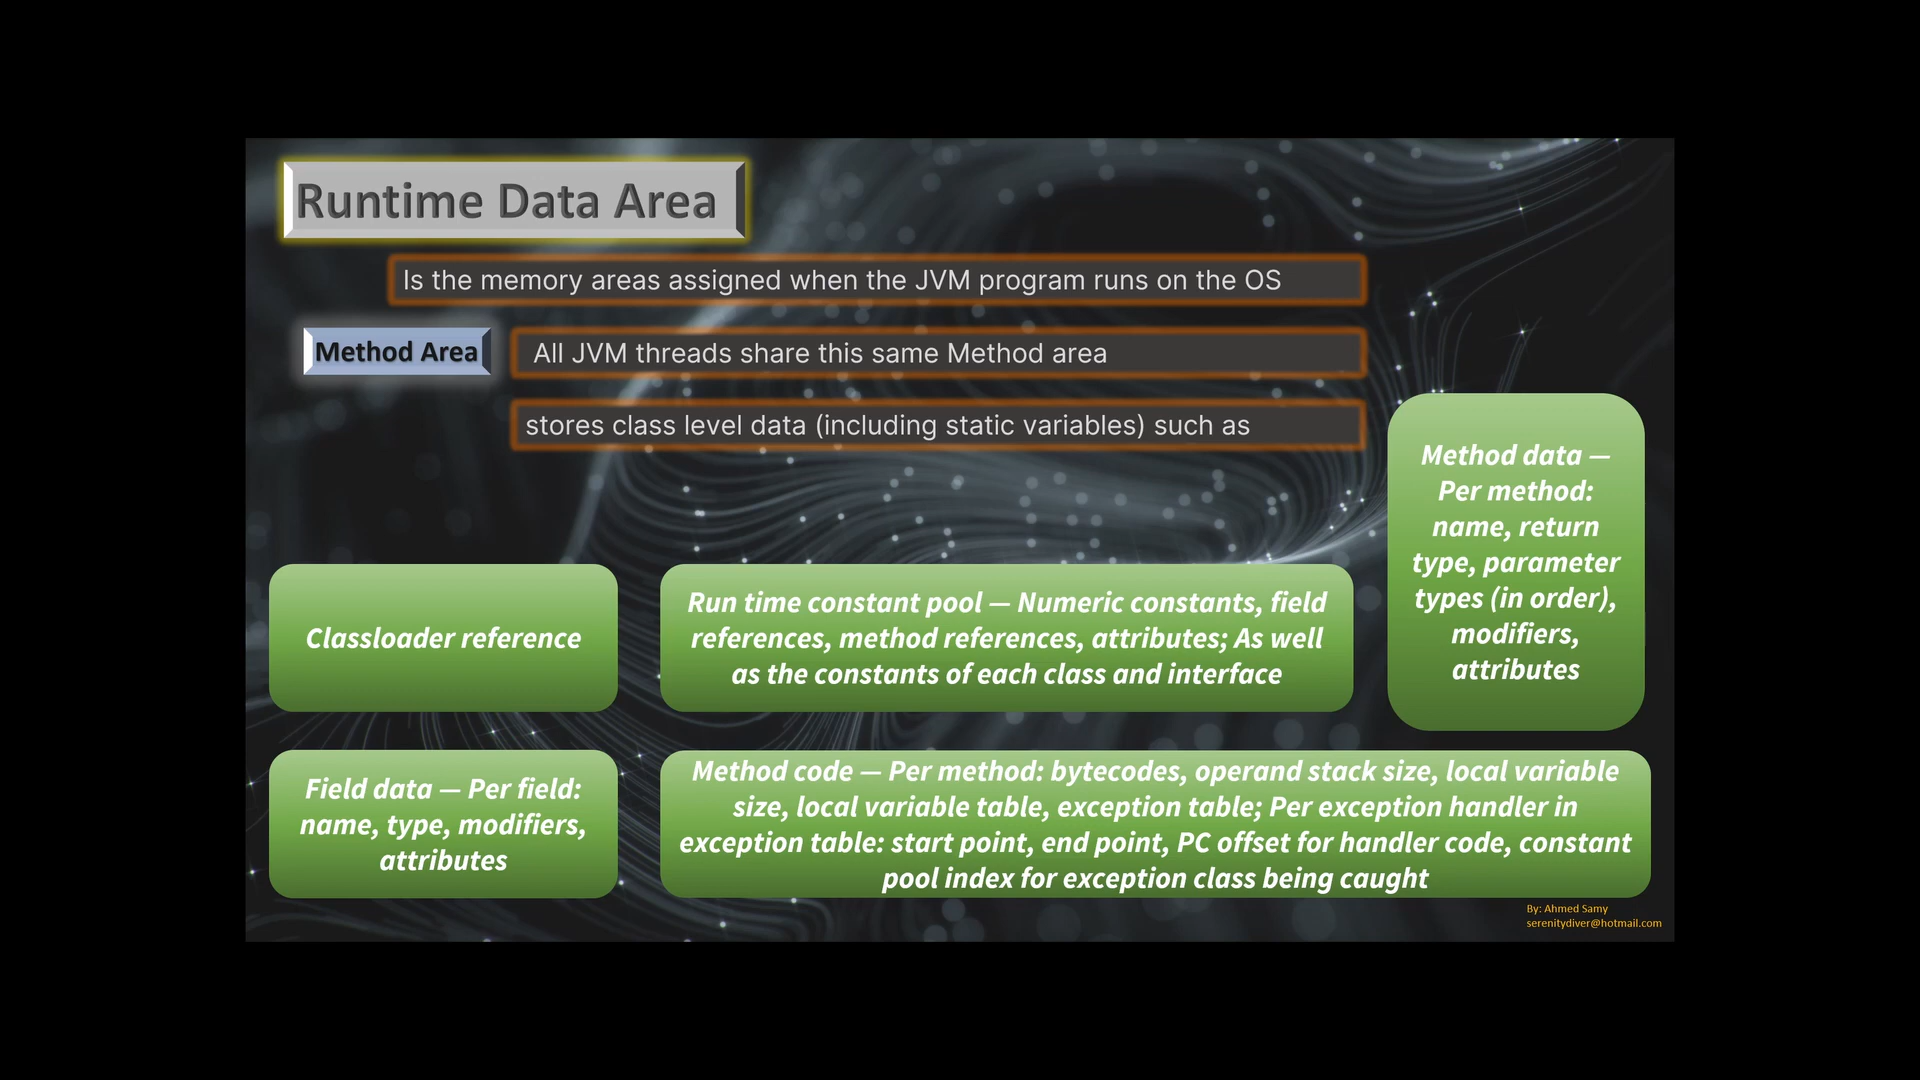 Runtime Data Area
Is the memory areas assigned when the JVM program runs on the OS
Method Area
All JVM threads share this same Method area
stores class level data (including static variables) such as
Method data —
Per method:
name, return
type, parameter
types (in order),
modifiers,
attributes
Classloader reference
Run time constant pool — Numeric constants, field
references, method references, attributes; As well
as the constants of each class and interface
Field data — Per field:
name, type, modifiers,
attributes
Method code — Per method: bytecodes, operand stack size, local variable
size, local variable table, exception table; Per exception handler in
exception table: start point, end point, PC offset for handler code, constant
pool index for exception class being caught
By: Ahmed Samy
serenitydiver@hotmail.com